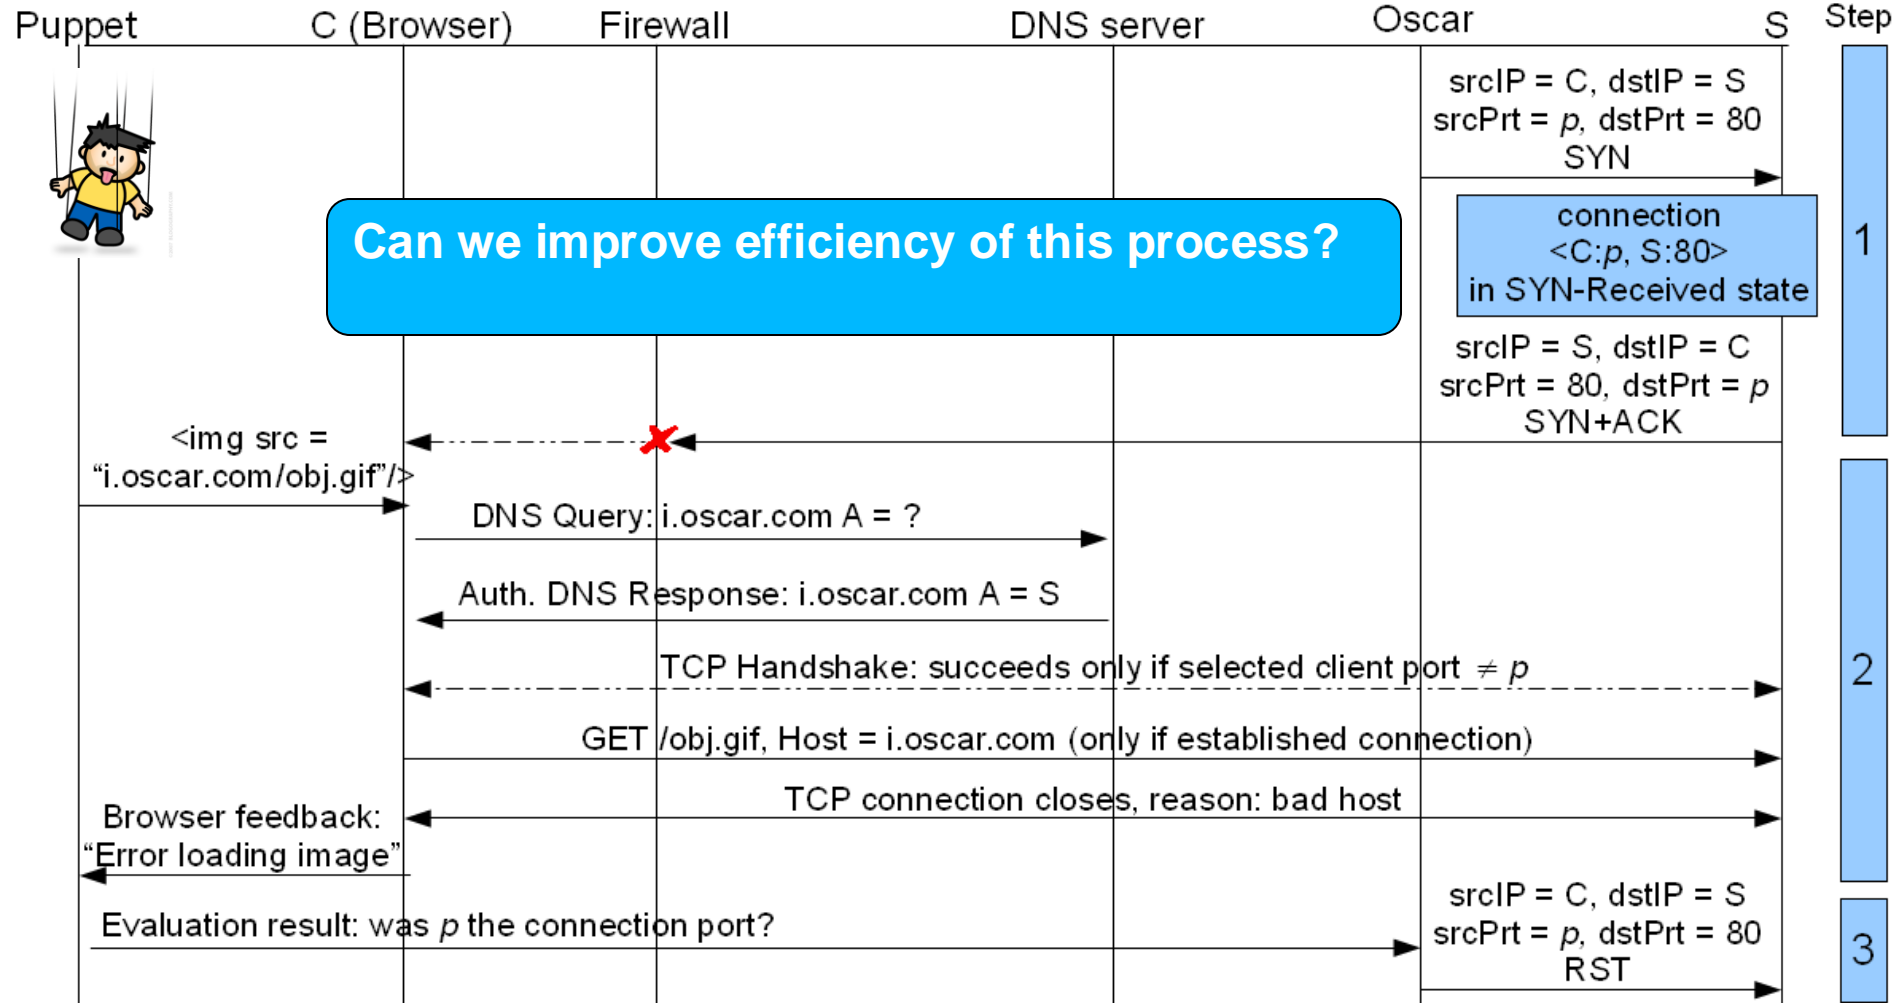 Puppet C (Browser) Firewall DNS server Oscar S Step
srcIP = C, dstIP = S
srcPrt = p, dstPrt = 80
SYN
Can we improve efficiency of this process?
connection
<C:p, S:80>
in SYN-Received state
1
srcIP = S, dstIP = C
srcPrt = 80, dstPrt = p
SYN+ACK
<img src =
“i.oscar.com/obj.gif”/>
DNS Query: i.oscar.com A = ?
Auth. DNS Response: i.oscar.com A = S
TCP Handshake: succeeds only if selected client port ≠ p
2
GET /obj.gif, Host = i.oscar.com (only if established connection)
TCP connection closes, reason: bad host
Browser feedback:
“Error loading image”
Evaluation result: was p the connection port?
srcIP = C, dstIP = S
srcPrt = p, dstPrt = 80
RST
3